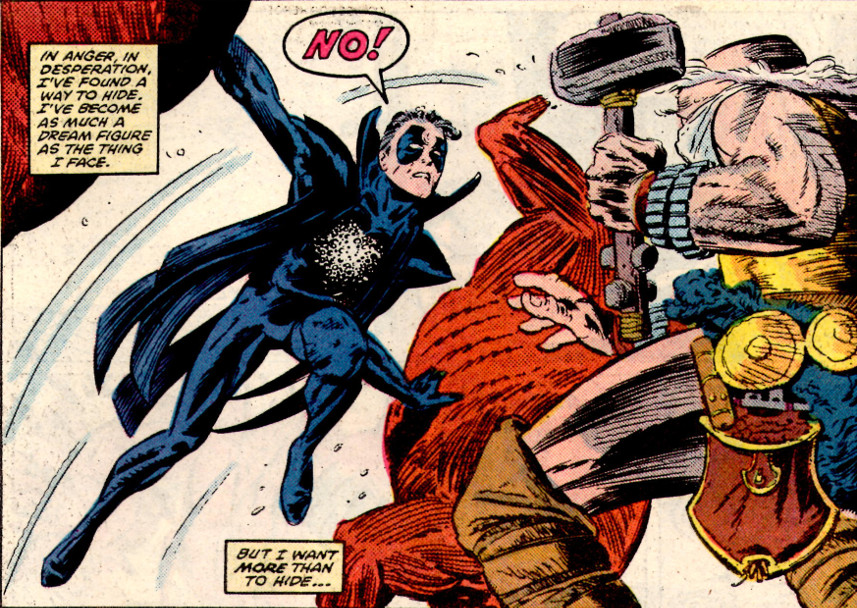 IN ANGER, IN
DESPERATION,
I'VE FOUND A
WAY TO HIDE.
I'VE BECOME
AS MUCH A
DREAM FIGURE
AS THE THING
I FACE.
NO!
BUT I WANT
MORE THAN
TO HIDE...